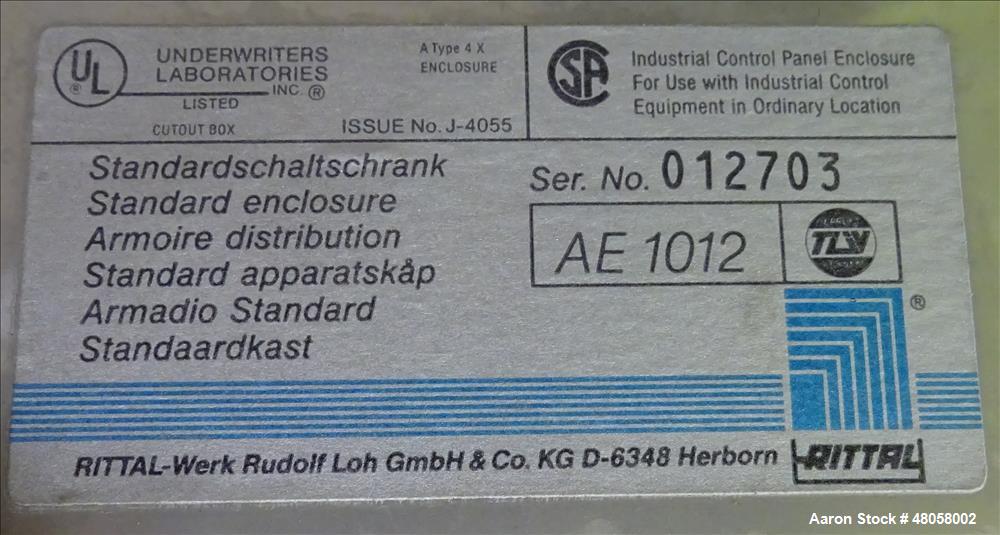 UL ®
UNDERWRITERS
LABORATORIES
INC. ®
LISTED
CUTOUT BOX
A Type 4 X
ENCLOSURE
ISSUE No. J-4055
CSA
Industrial Control Panel Enclosure
For Use with Industrial Control
Equipment in Ordinary Location
Standardschaltschrank
Standard enclosure
Armoire distribution
Standard apparatskåp
Armadio Standard
Standaardkast
Ser. No. 012703
AE 1012
TÜV
®
RITTAL-Werk Rudolf Loh GmbH & Co. KG D-6348 Herborn
RITTAL
Aaron Stock # 48058002